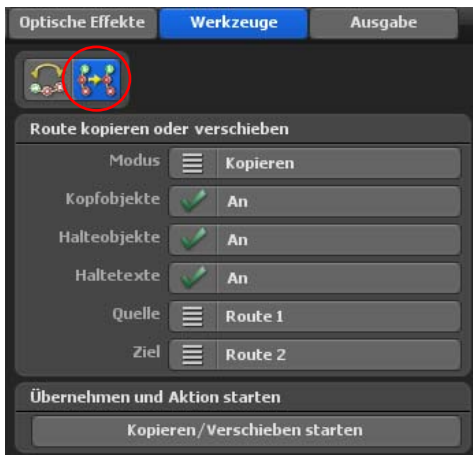 Optische Effekte Werkzeuge Ausgabe
Route kopieren oder verschieben
Modus Kopieren
Kopfobjekte An
Halteobjekte An
Haltetexte An
Quelle Route 1
Ziel Route 2
Übernehmen und Aktion starten
Kopieren/Verschieben starten